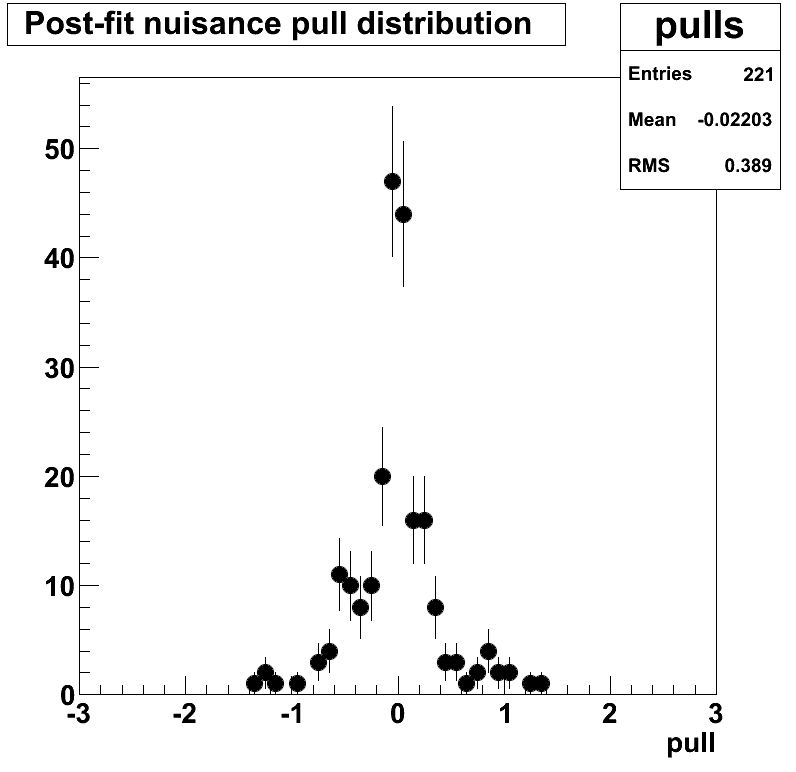 Post-fit nuisance pull distribution
pulls
Entries 221
Mean -0.02203
RMS 0.389
50
40
30
20
10
0
-3 -2 -1 0 1 2 3
pull